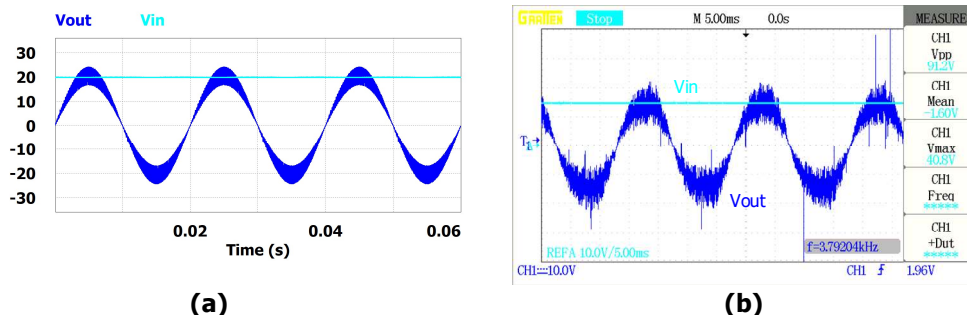 Vout Vin
30
20
10
0
-10
-20
-30
0.02 0.04 0.06
Time (s)
(a)
GRATTEN Stop M 5.00ms 0.0s
Vin
Vout
f=3.79204kHz
REFA 10.0V/5.00ms
CH1 10.0V CH1 1.96V
MEASURE
CH1
Vpp
91.2V
CH1
Mean
-1.60V
CH1
Vmax
40.8V
CH1
Freq
*****
CH1
+Dut
*****
(b)